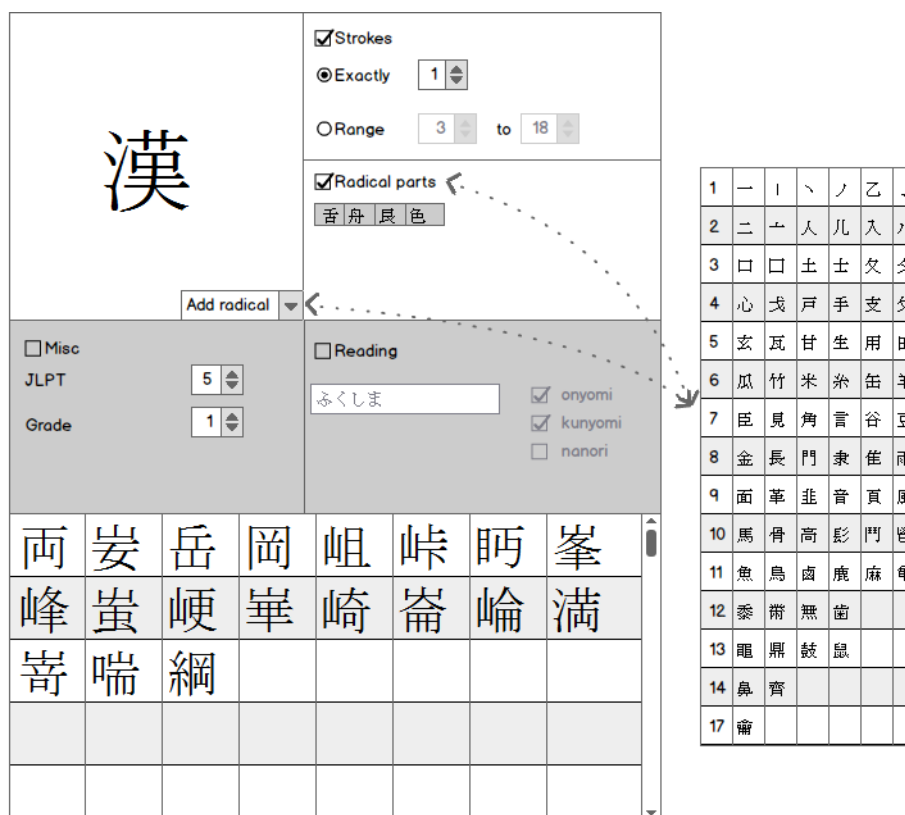 漢
Strokes
Exactly 1
Range 3 to 18
Radical parts
舌 舟 艮 色
Add radical
Misc
JLPT 5
Grade 1
Reading
ふくしま
onyomi
kunyomi
nanori
両 妛 岳 岡 岨 峠 眄 峯
峰 蚩 峺 崋 崎 崙 崘 満
嵜 喘 綱
1 一 丨 丶 ノ 乙
2 二 亠 人 儿 入
3 口 囗 土 士 夂
4 心 戈 戸 手 支
5 玄 瓦 甘 生 用
6 瓜 竹 米 糸 缶
7 臣 見 角 言 谷
8 金 長 門 隶 隹
9 面 革 韭 音 頁
10 馬 骨 高 髟 鬥
11 魚 鳥 鹵 鹿 麻
12 黍 黹 無 歯
13 黽 鼎 鼓 鼠
14 鼻 齊
17 龠